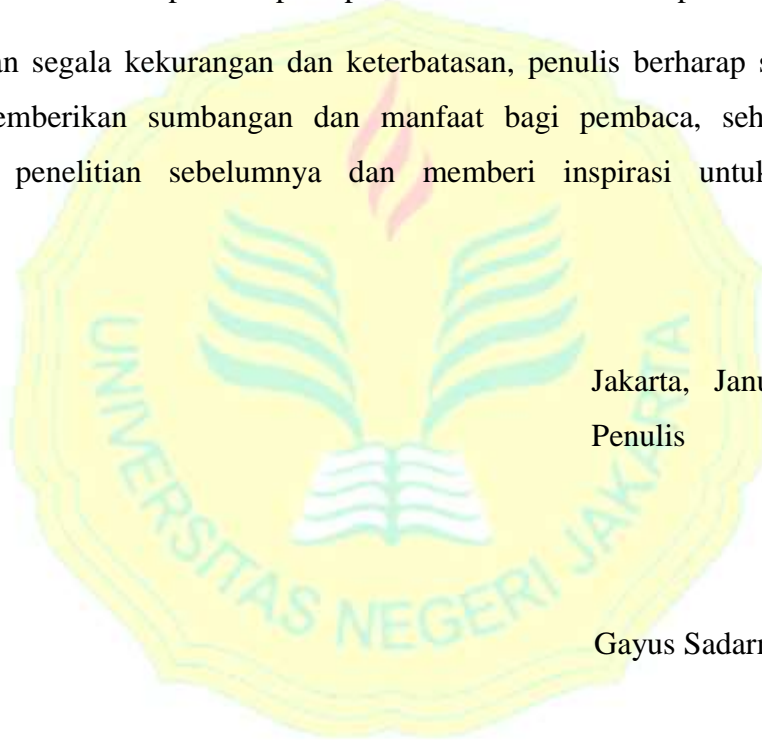 an segala kekurangan dan keterbatasan, penulis berharap s
emberikan sumbangan dan manfaat bagi pembaca, seh
penelitian sebelumnya dan memberi inspirasi untuk
UNIVERSITAS NEGERI JAKARTA
Jakarta, Janu
Penulis
Gayus Sadar